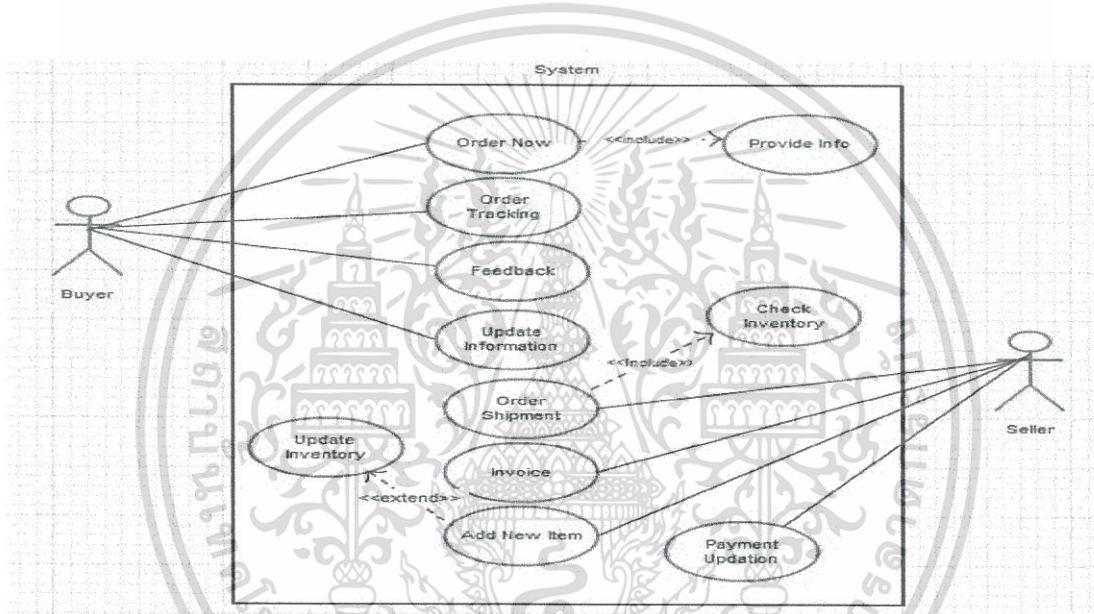 System
Order Now
<<include>>
Provide Info
Order
Tracking
Feedback
Buyer
Update
Information
Check
Inventory
<<include>>
Order
Shipment
Seller
Update
Inventory
Invoice
<<extend>>
Add New Item
Payment
Updation